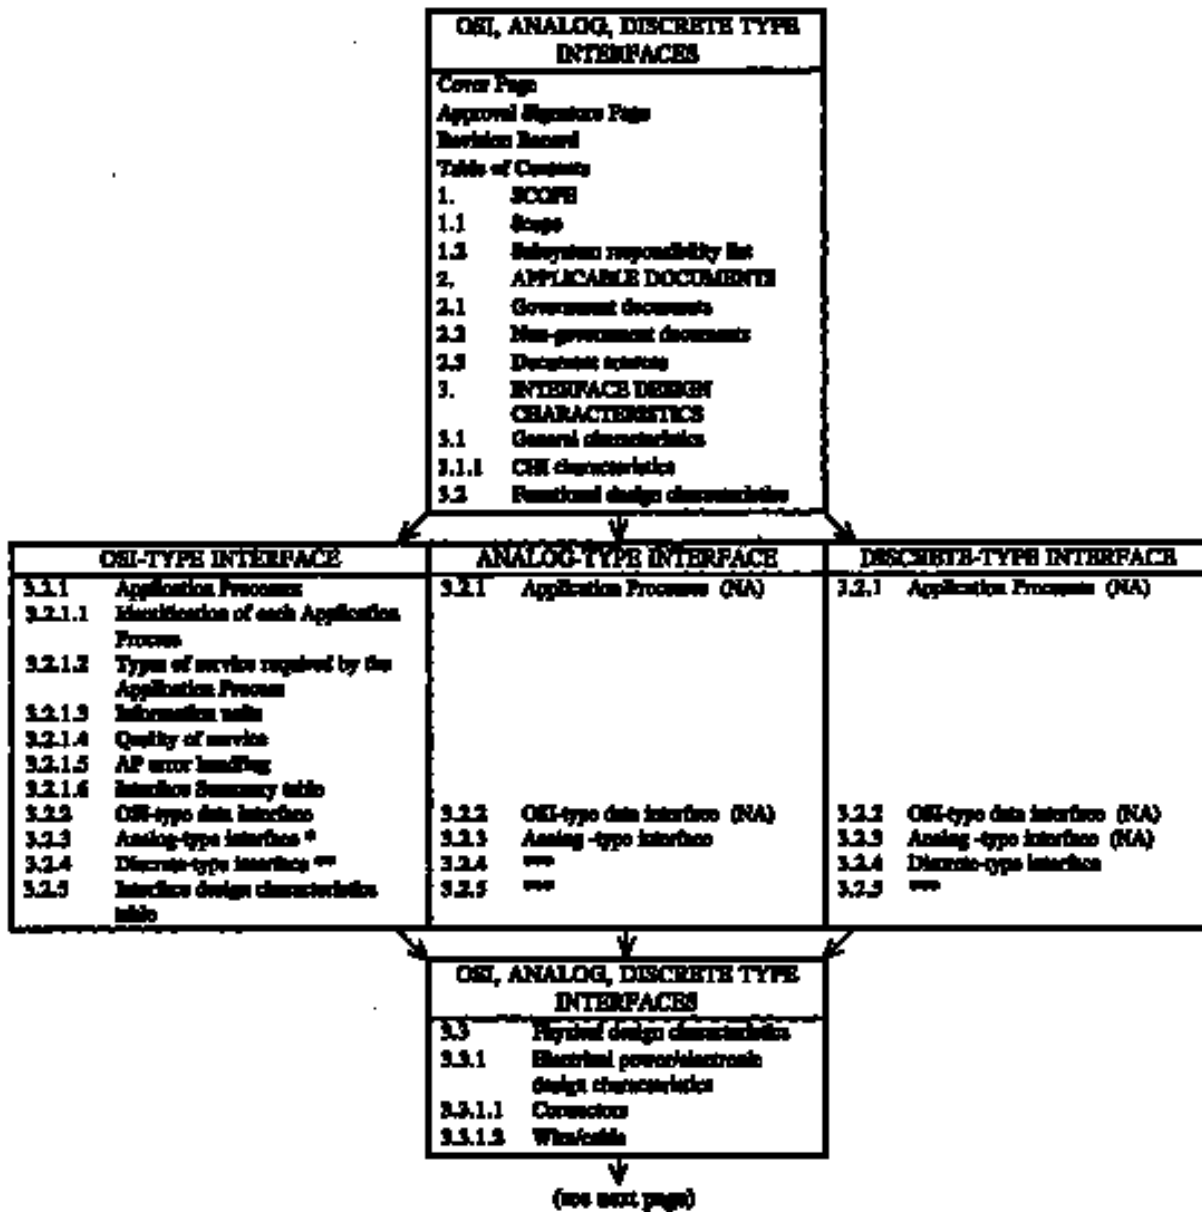 OSI, ANALOG, DISCRETE TYPE
INTERFACES
Cover Page
Approval Signature Page
Revision Record
Table of Contents
1. SCOPE
1.1 Scope
1.2 Subsystem responsibility list
2. APPLICABLE DOCUMENTS
2.1 Government documents
2.2 Non-government documents
2.3 Document sources
3. INTERFACE DESIGN
CHARACTERISTICS
3.1 General characteristics
3.1.1 CHI characteristics
3.2 Functional design characteristics
OSI-TYPE INTERFACE
3.2.1 Application Processes
3.2.1.1 Identification of each Application
Process
3.2.1.2 Types of service required by the
Application Process
3.2.1.3 Information units
3.2.1.4 Quality of service
3.2.1.5 AP error handling
3.2.1.6 Interface Summary table
3.2.2 OSI-type data interface
3.2.3 Analog-type interface *
3.2.4 Discrete-type interface **
3.2.5 Interface design characteristics
table
ANALOG-TYPE INTERFACE
3.2.1 Application Processes (NA)
3.2.2 OSI-type data interface (NA)
3.2.3 Analog -type interface
3.2.4 ***
3.2.5 ***
DISCRETE-TYPE INTERFACE
3.2.1 Application Processes (NA)
3.2.2 OSI-type data interface (NA)
3.2.3 Analog -type interface (NA)
3.2.4 Discrete-type interface
3.2.5 ***
OSI, ANALOG, DISCRETE TYPE
INTERFACES
3.3 Physical design characteristics
3.3.1 Electrical power/electronic
design characteristics
3.3.1.1 Connectors
3.3.1.2 Wire/cable
(see next page)